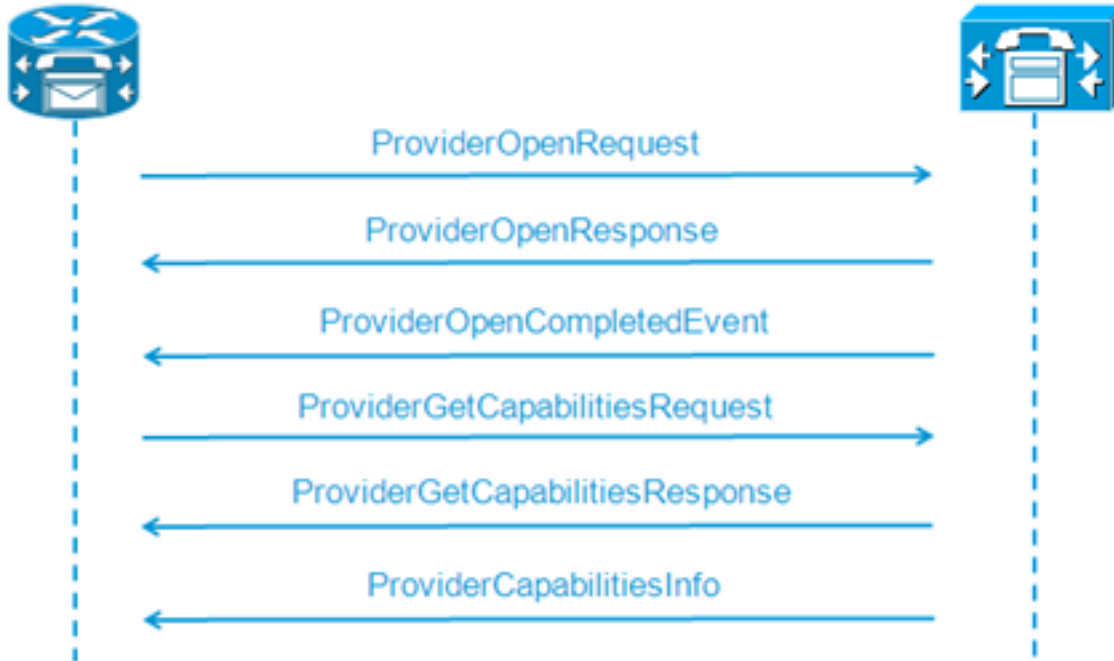 ProviderOpenRequest
ProviderOpenResponse
ProviderOpenCompletedEvent
ProviderGetCapabilitiesRequest
ProviderGetCapabilitiesResponse
ProviderCapabilitiesInfo